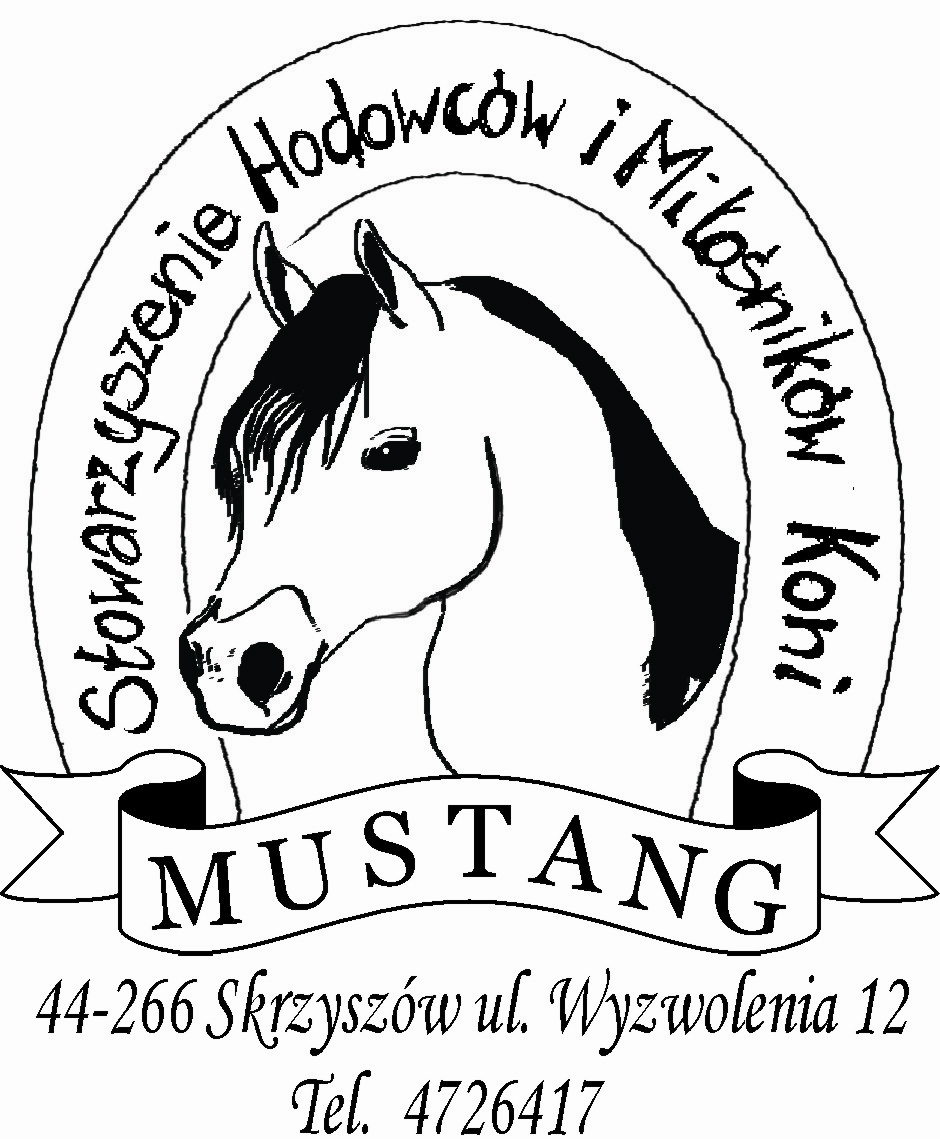 Stowarzyszenie Hodowców i Miłośników Koni
MUSTANG
44-266 Skrzyszów ul. Wyzwolenia 12
Tel. 4726417